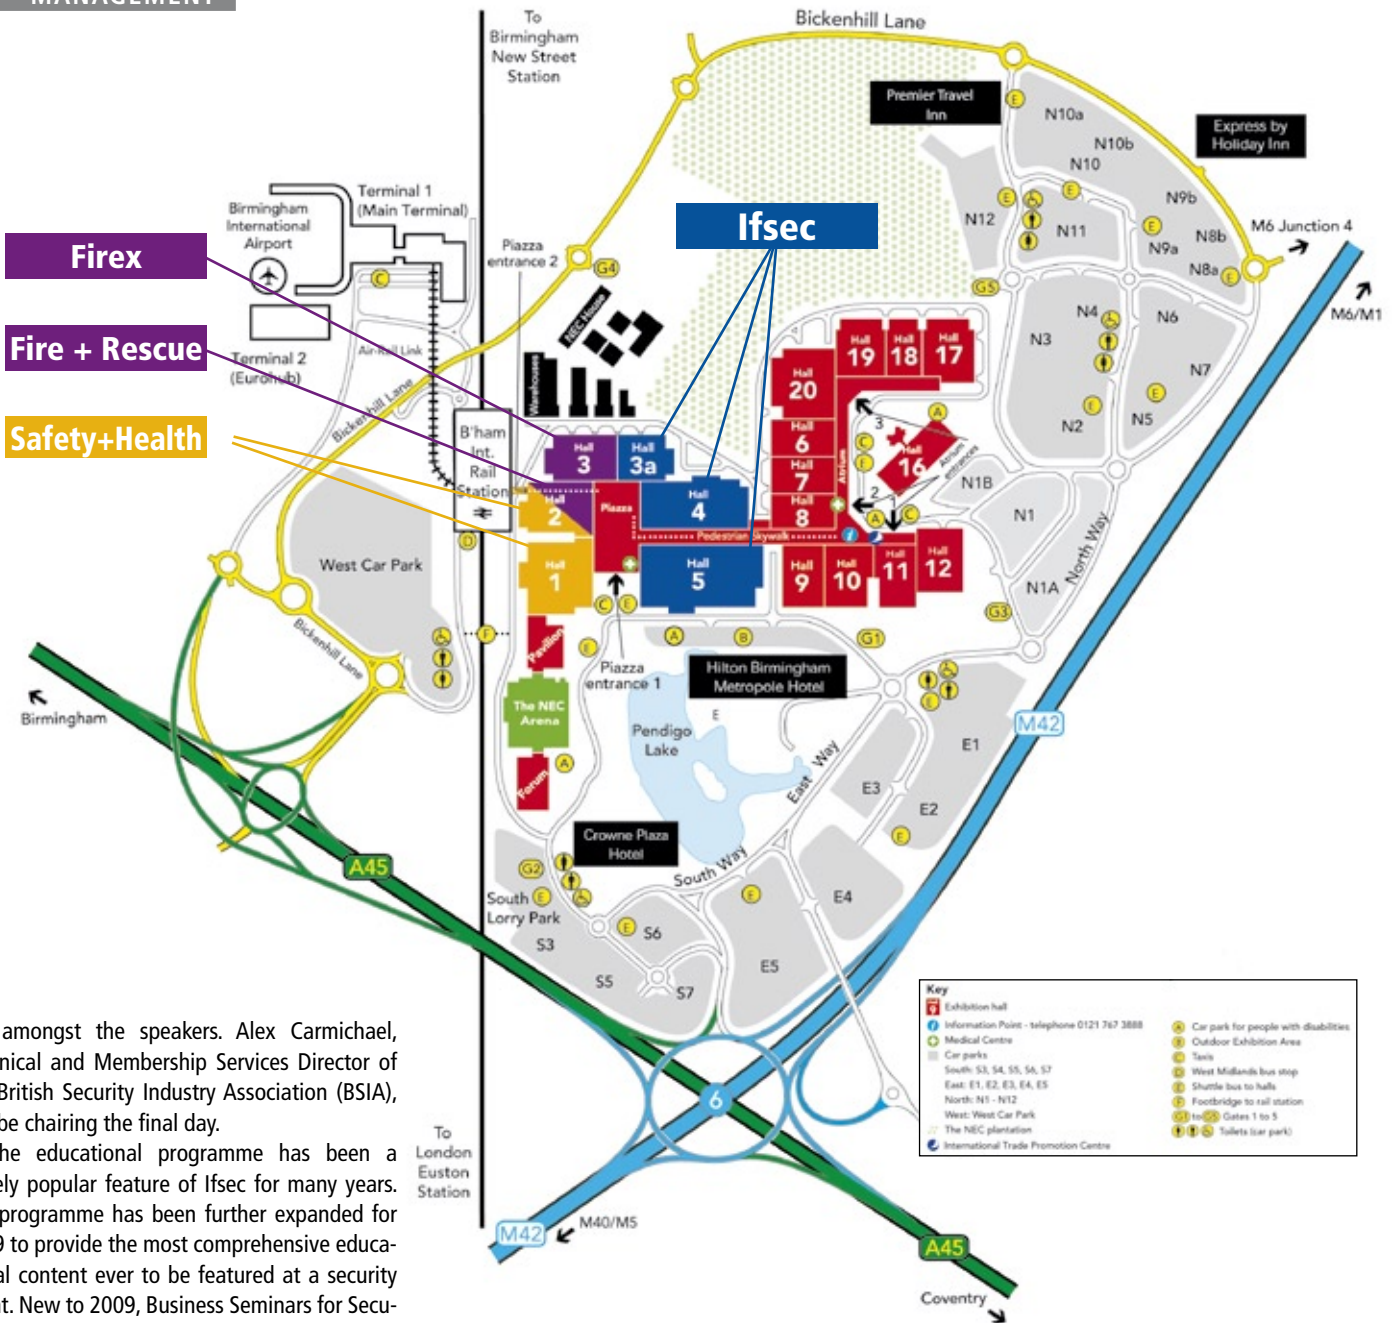 MANAGEMENT
To
Birmingham
New Street
Station
Bickenhill Lane
Premier Travel
Inn
Express by
Holiday Inn
N10a
N10b
N10
N9b
N12
N11
N9a
N8b
N8a
M6 Junction 4
M6/M1
Terminal 1
(Main Terminal)
Birmingham
International
Airport
Terminal 2
(Eurohub)
Air-Rail Link
Bickenhill Lane
Piazza
entrance 2
G4
G5
NEC House
Warehouses
Firex
Fire + Rescue
Safety+Health
Ifsec
B'ham
Int.
Rail
Station
Hall
3
Hall
3a
Hall
2
Hall
1
Piazza
Hall
4
Hall
5
Pedestrian Skywalk
Hall
20
Hall
19
Hall
18
Hall
17
Hall
6
Hall
7
Hall
8
Atrium
Hall
16
Atrium
entrances
3
2
1
Hall
9
Hall
10
Hall
11
Hall
12
N3
N4
N6
N7
N2
N5
N1B
N1
N1A
North Way
G3
G1
West Car Park
Bickenhill Lane
Pavilion
The NEC
Arena
Forum
Piazza
entrance 1
Hilton Birmingham
Metropole Hotel
Pendigo
Lake
E
East Way
South Way
Crowne Plaza
Hotel
G2
South
Lorry Park
S3
S5
S6
S7
E1
E2
E3
E4
E5
Birmingham
A45
M42
6
M42
M40/M5
A45
Coventry
To
London
Euston
Station
Key
Exhibition hall
Information Point - telephone 0121 767 3888
Medical Centre
Car parks
South: S3, S4, S5, S6, S7
East: E1, E2, E3, E4, E5
North: N1 - N12
West: West Car Park
The NEC plantation
International Trade Promotion Centre
A Car park for people with disabilities
B Outdoor Exhibition Area
C Taxis
D West Midlands bus stop
E Shuttle bus to halls
F Footbridge to rail station
G1 to G5 Gates 1 to 5
Toilets (car park)
amongst the speakers. Alex Carmichael,
nical and Membership Services Director of
British Security Industry Association (BSIA),
be chairing the final day.
he educational programme has been a
ely popular feature of Ifsec for many years.
programme has been further expanded for
9 to provide the most comprehensive educa-
al content ever to be featured at a security
t. New to 2009, Business Seminars for Secu-